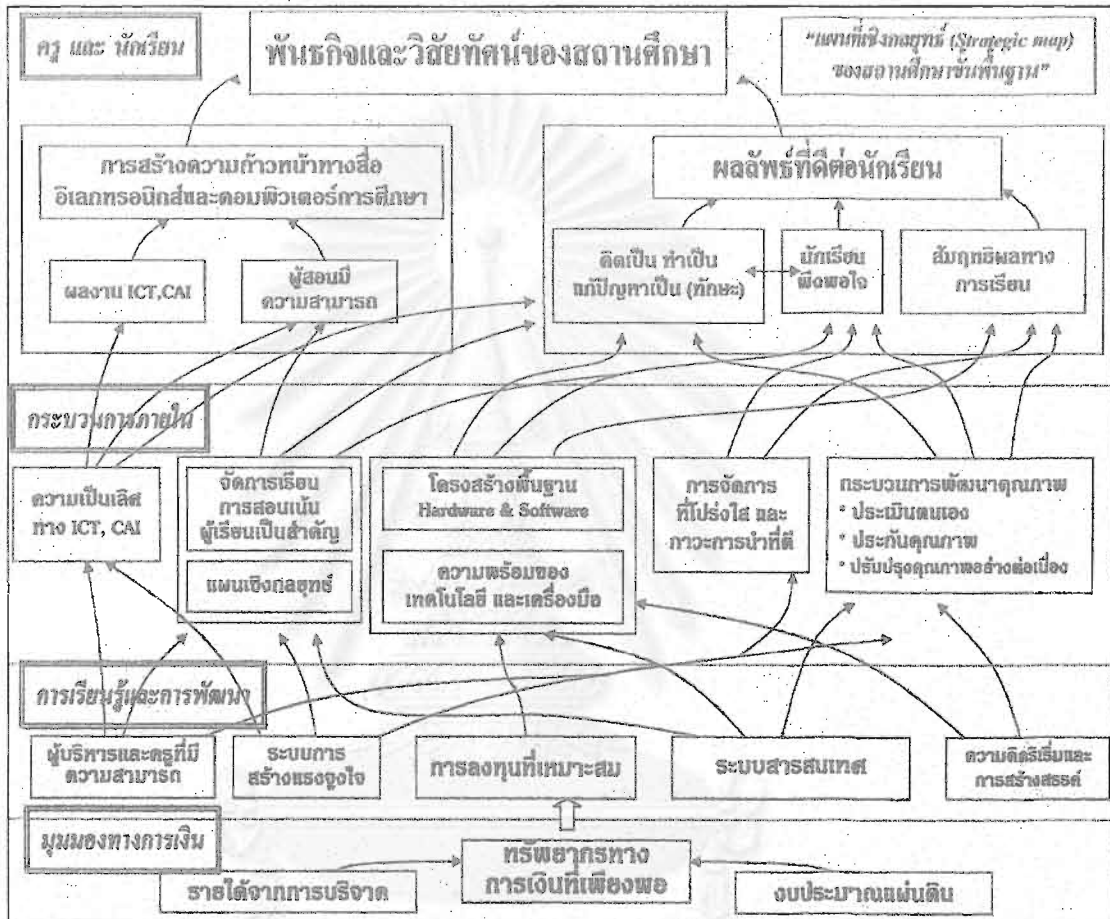 ครู และ นักเรียน
พันธกิจและวิสัยทัศน์ของสถานศึกษา
"แผนที่เชิงกลยุทธ์ (Strategic map)
ของสถานศึกษาขั้นพื้นฐาน"
การสร้างความก้าวหน้าทางสื่อ
อิเลกทรอนิกส์และคอมพิวเตอร์การศึกษา
ผลลัพธ์ที่ดีต่อนักเรียน
ผลงาน ICT,CAI
ผู้สอนมี
ความสามารถ
คิดเป็น ทำเป็น
แก้ปัญหาเป็น (ทักษะ)
นักเรียน
พึงพอใจ
สัมฤทธิผลทาง
การเรียน
กระบวนการภายใน
ความเป็นเลิศ
ทาง ICT, CAI
จัดการเรียน
การสอนเน้น
ผู้เรียนเป็นสำคัญ
แผนเชิงกลยุทธ์
โครงสร้างพื้นฐาน
Hardware & Software
ความพร้อมของ
เทคโนโลยี และเครื่องมือ
การจัดการ
ที่โปร่งใส และ
ภาวะการนำที่ดี
กระบวนการพัฒนาคุณภาพ
* ประเมินตนเอง
* ประกันคุณภาพ
* ปรับปรุงคุณภาพอย่างต่อเนื่อง
การเรียนรู้และการพัฒนา
ผู้บริหารและครูที่มี
ความสามารถ
ระบบการ
สร้างแรงจูงใจ
การลงทุนที่เหมาะสม
ระบบสารสนเทศ
ความคิดริเริ่มและ
การสร้างสรรค์
มุมมองทางการเงิน
ทรัพยากรทาง
การเงินที่เพียงพอ
รายได้จากการบริจาค
งบประมาณแผ่นดิน